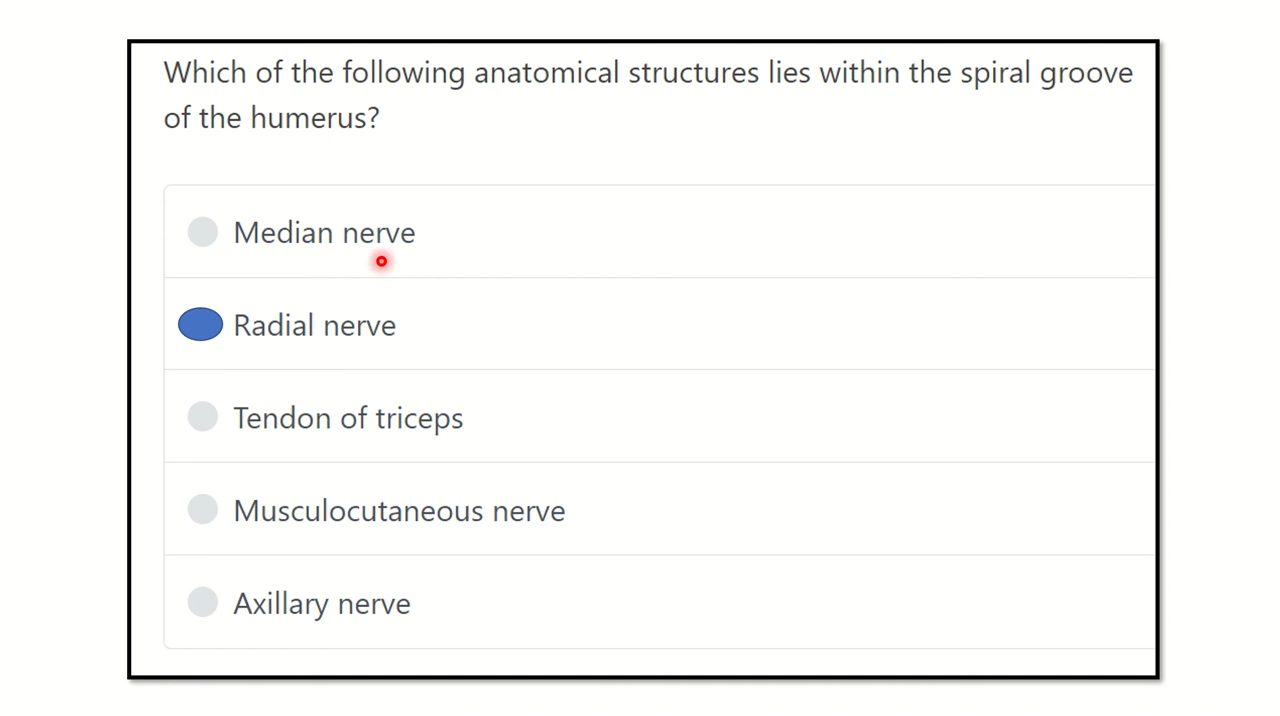 Which of the following anatomical structures lies within the spiral groove
of the humerus?
Median nerve
Radial nerve
Tendon of triceps
Musculocutaneous nerve
Axillary nerve